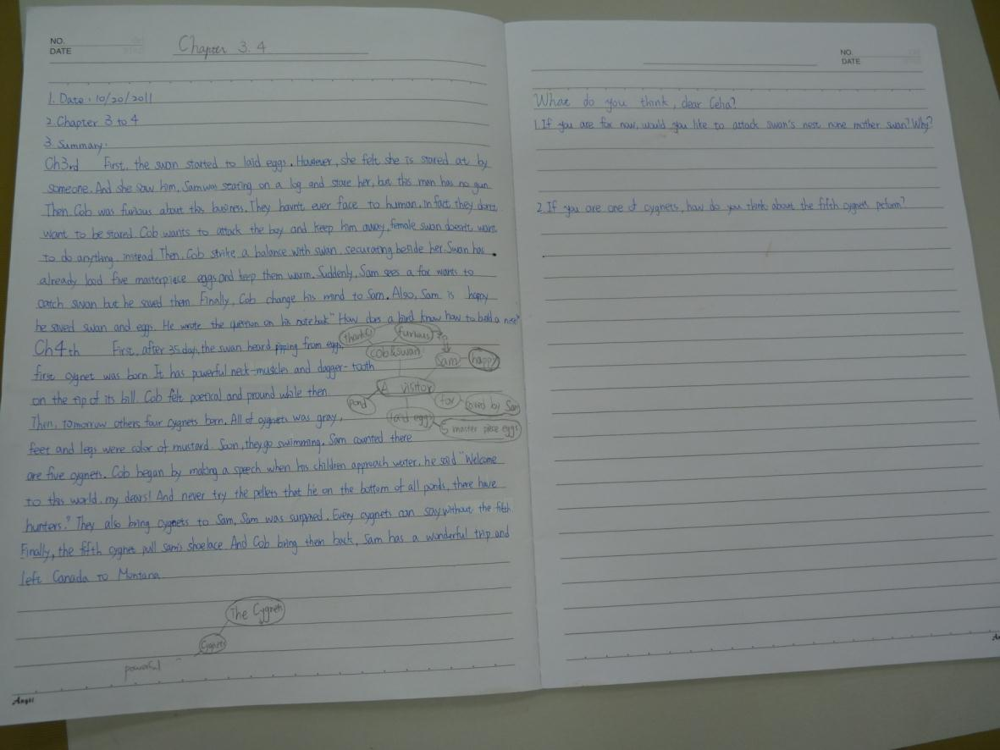 NO.
DATE
Chapter 3. 4
1. Date: 10/20/2011
2. Chapter 3 to 4
3. Summary:
Ch3rd First, the swan started to laid eggs. However, she felt she is stared at by
someone. And she saw him, Sam was seating on a log and stare her, but this man has no gun.
Then Cob was furious about this business. They havn't ever face to human. In fact, they don't
want to be stared. Cob wants to attack the boy and keep him away, female swan doesn't want
to do anything instead. Then, Cob strike a balance with swan, securating beside her. Swan has
already laid five masterpiece eggs and keep them warm. Suddenly, Sam sees a fox wants to
catch swan but he saved them. Finally, Cob change his mind to Sam. Also, Sam is happy
he saved swan and eggs. He wrote the question on his notebook "How does a bird know how to build a nest"
Ch4th First, after 35 days, the swan heard pipping from eggs,
first cygnet was born. It has powerful neck-muscles and dagger-tooth
on the tip of its bill. Cob felt poetical and pround while then.
Then, tomorrow others four cygnets born. All of cygnets was gray,
feet and legs were color of mustard. Soon, they go swimming. Sam counted there
are five cygnets. Cob began by making a speech when his children approach water, he said "Welcome
to this world, my dears! And never try the pellets that lie on the bottom of all ponds, there have
hunters." They also bring cygnets to Sam, Sam was surprised. Every cygnets can say without the fifth.
Finally, the fifth cygnet pull sam's shoelace. And Cob bring them back, Sam has a wonderful trip and
left Canada to Montana
furious
Cob & swan
Sam
happy
A visitor
pond
fox
saved by Sam
laid eggs
5 master piece eggs
The Cygnets
Cygnets
powerful
Angel
NO.
DATE
What do you think, dear Ceha?
1. If you are fox now, would you like to attack swan's nest none mother swan? Why?
2. If you are one of cygnets, how do you think about the fifth cygnets peform?